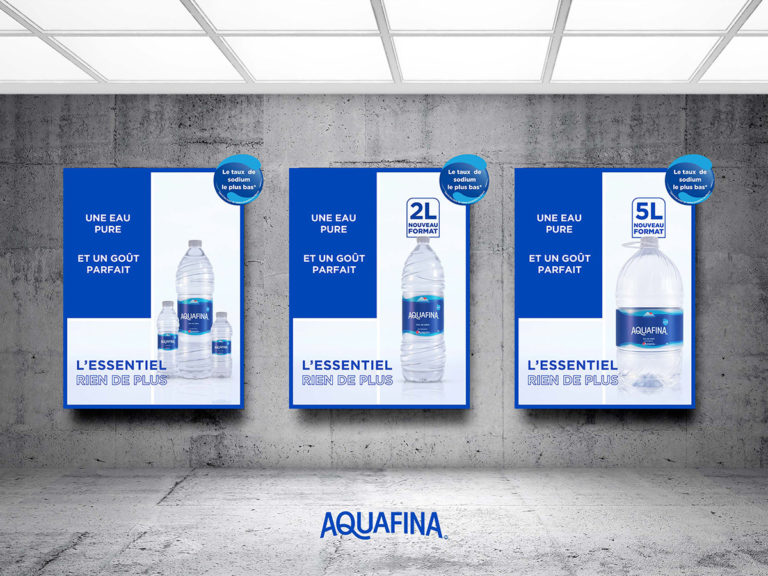 Le taux de
sodium
le plus bas*
UNE EAU
PURE
ET UN GOÛT
PARFAIT
AQUAFINA
L'ESSENTIEL
RIEN DE PLUS
Le taux de
sodium
le plus bas*
2L
NOUVEAU
FORMAT
UNE EAU
PURE
ET UN GOÛT
PARFAIT
AQUAFINA
L'ESSENTIEL
RIEN DE PLUS
Le taux de
sodium
le plus bas*
5L
NOUVEAU
FORMAT
UNE EAU
PURE
ET UN GOÛT
PARFAIT
AQUAFINA
L'ESSENTIEL
RIEN DE PLUS
AQUAFINA